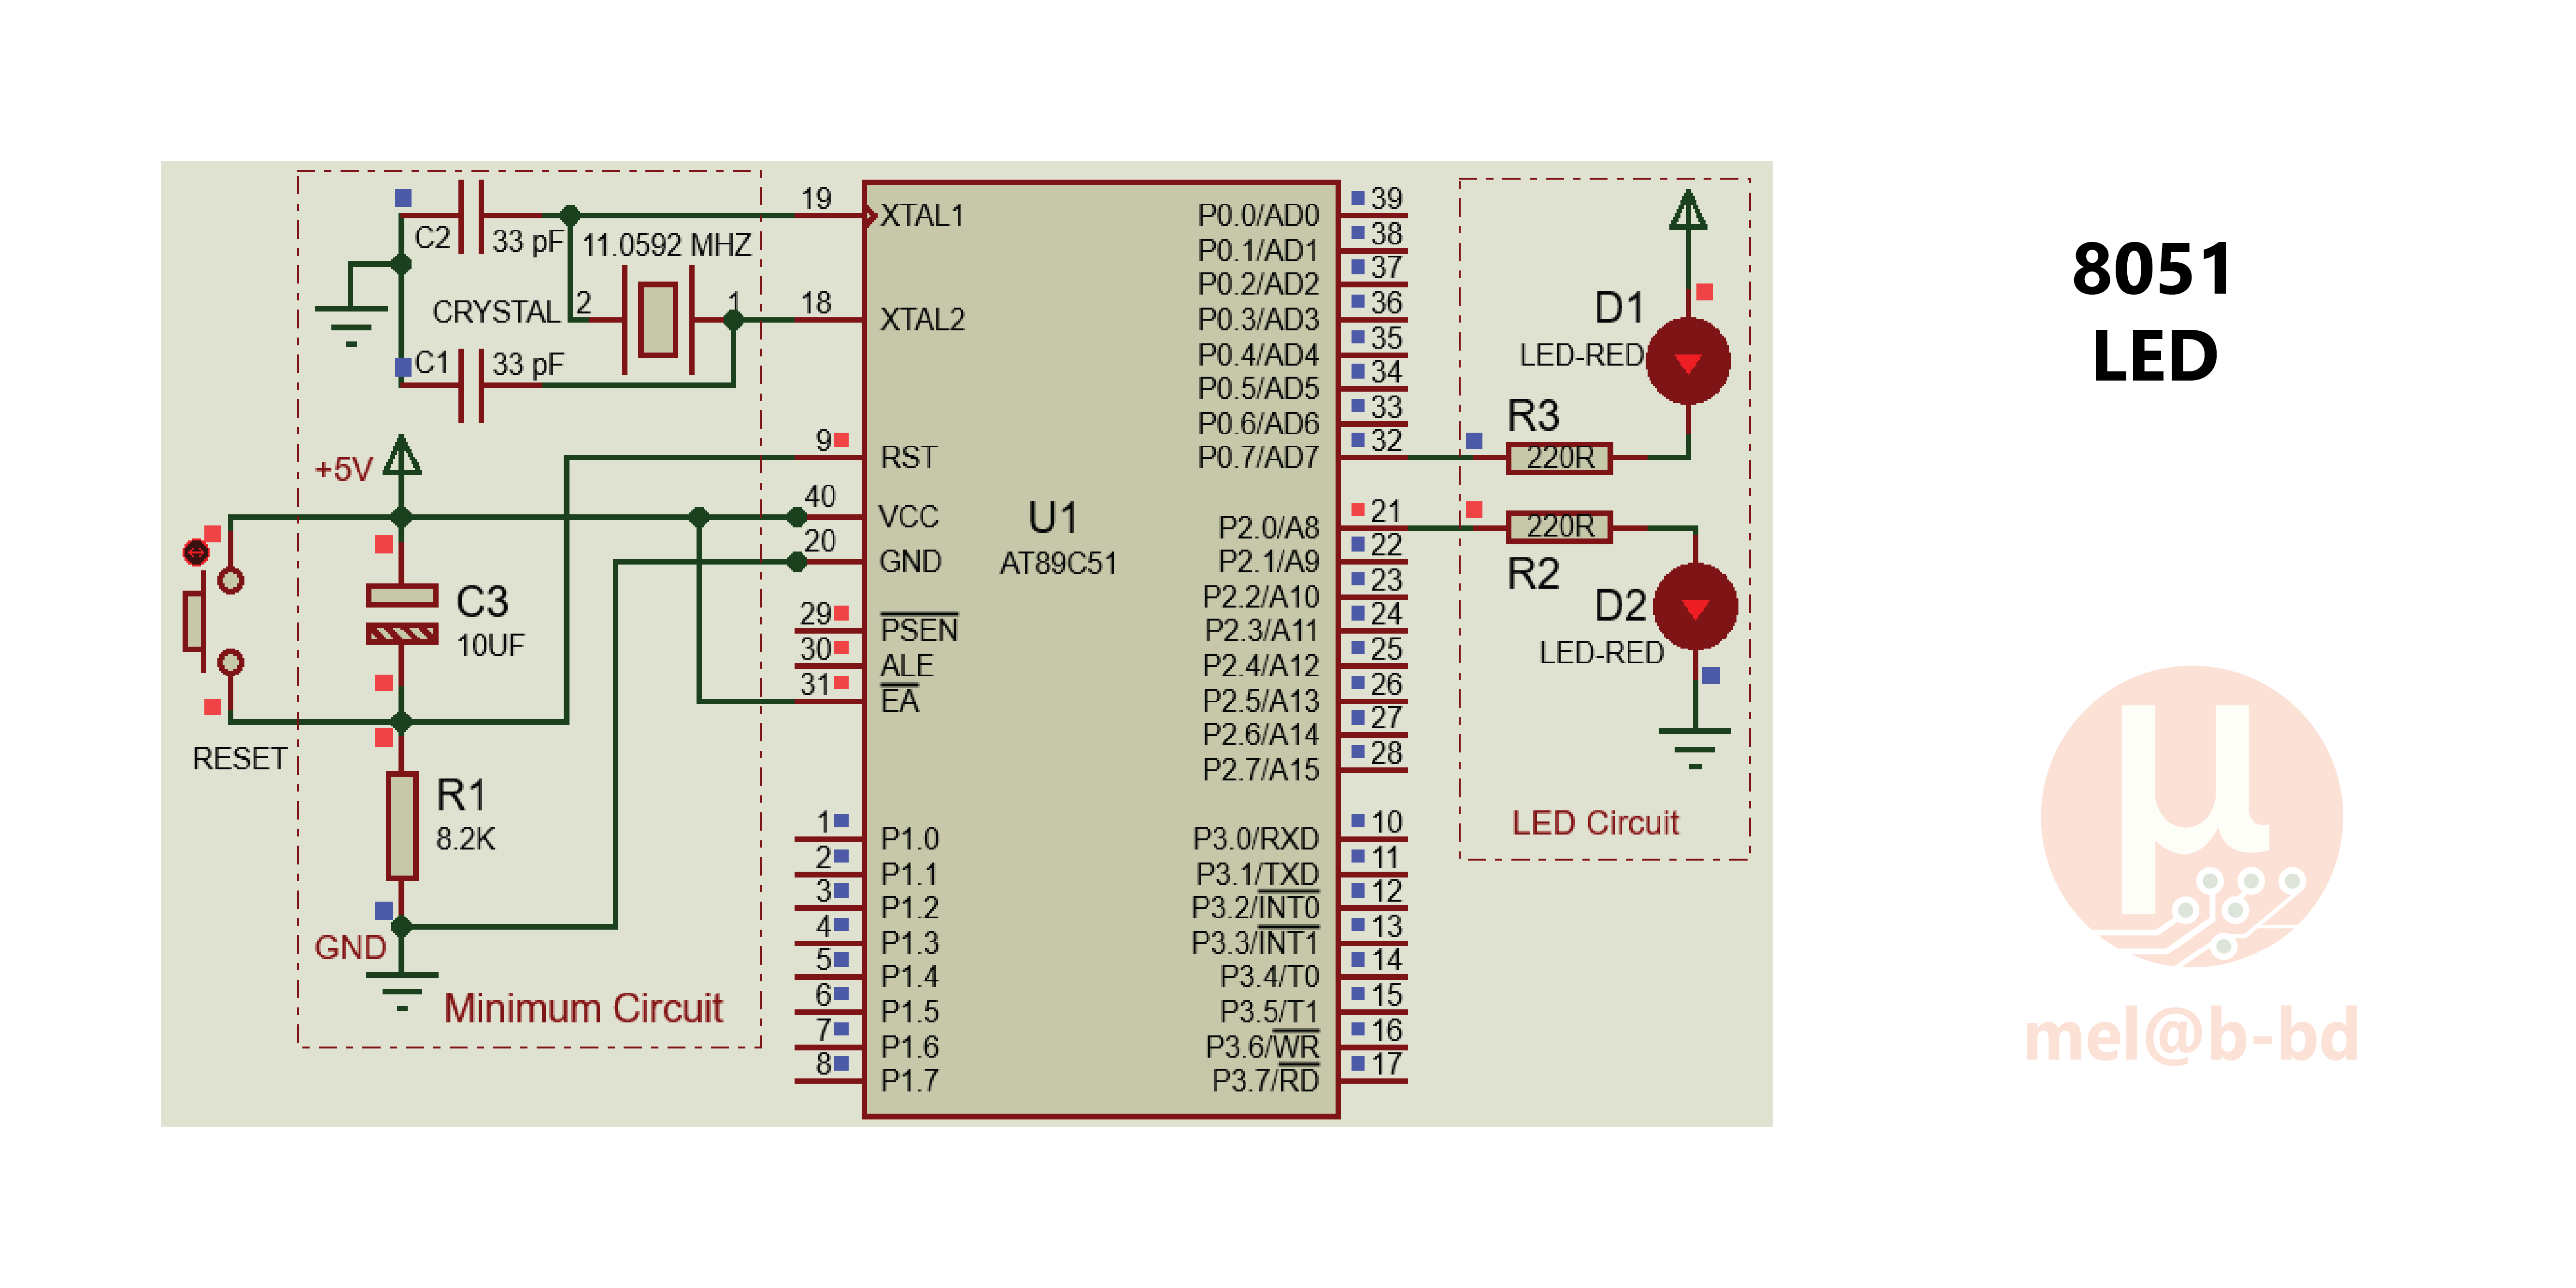 C2
33 pF
11.0592 MHZ
CRYSTAL
2
1
C1
33 pF
+5V
C3
10UF
RESET
R1
8.2K
GND
Minimum Circuit
19
XTAL1
18
XTAL2
9
RST
40
VCC
20
GND
29
PSEN
30
ALE
31
EA
1
P1.0
2
P1.1
3
P1.2
4
P1.3
5
P1.4
6
P1.5
7
P1.6
8
P1.7
U1
AT89C51
P0.0/AD0
39
P0.1/AD1
38
P0.2/AD2
37
P0.3/AD3
36
P0.4/AD4
35
P0.5/AD5
34
P0.6/AD6
33
P0.7/AD7
32
P2.0/A8
21
P2.1/A9
22
P2.2/A10
23
P2.3/A11
24
P2.4/A12
25
P2.5/A13
26
P2.6/A14
27
P2.7/A15
28
P3.0/RXD
10
P3.1/TXD
11
P3.2/INT0
12
P3.3/INT1
13
P3.4/T0
14
P3.5/T1
15
P3.6/WR
16
P3.7/RD
17
D1
LED-RED
R3
220R
220R
R2
D2
LED-RED
LED Circuit
8051
LED
μ
mel@b-bd